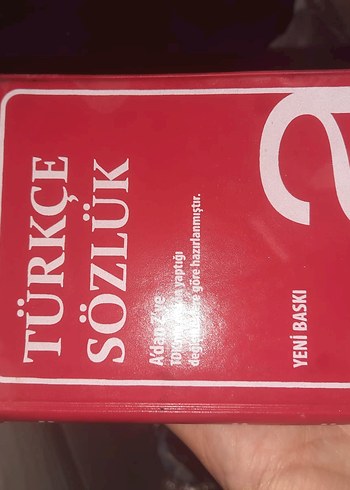 TÜRKÇE
SÖZLÜK
A'dan Z'ye
yaptığı
göre hazırlanmıştır.
YENİ BASKI
a